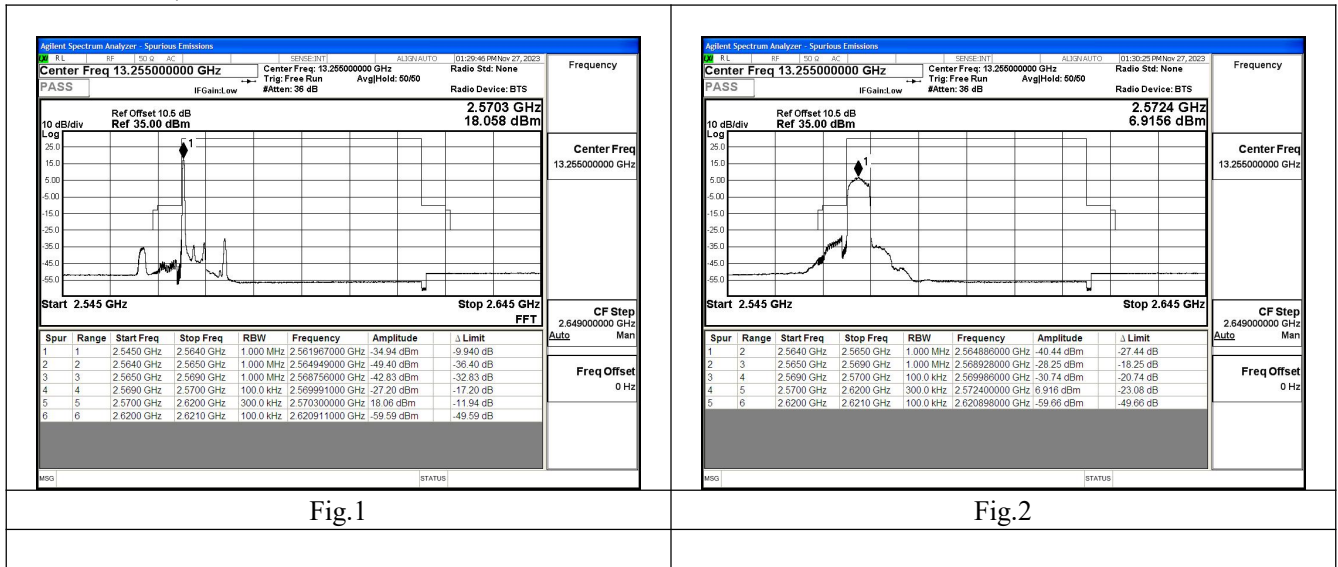 Agilent Spectrum Analyzer - Spurious Emissions
RL RF 50 Ω AC SENSE:INT ALIGN AUTO 01:29:46 PM Nov 27, 2023
Center Freq 13.255000000 GHz
Center Freq: 13.255000000 GHz Radio Std: None
Trig: Free Run Avg|Hold: 50/50
PASS IFGain:Low #Atten: 36 dB Radio Device: BTS
Frequency
Ref Offset 10.5 dB 2.5703 GHz
10 dB/div Ref 35.00 dBm 18.058 dBm
Log
25.0
15.0
5.00
-5.00
-15.0
-25.0
-35.0
-45.0
-55.0
1
Start 2.545 GHz Stop 2.645 GHz
FFT
Center Freq
13.255000000 GHz
CF Step
2.649000000 GHz
Auto Man
Freq Offset
0 Hz
Spur Range Start Freq Stop Freq RBW Frequency Amplitude Δ Limit
1 1 2.5450 GHz 2.5640 GHz 1.000 MHz 2.561967000 GHz -34.94 dBm -9.940 dB
2 2 2.5640 GHz 2.5650 GHz 1.000 MHz 2.564949000 GHz -49.40 dBm -36.40 dB
3 3 2.5650 GHz 2.5690 GHz 1.000 MHz 2.568756000 GHz -42.83 dBm -32.83 dB
4 4 2.5690 GHz 2.5700 GHz 100.0 kHz 2.569991000 GHz -27.20 dBm -17.20 dB
5 5 2.5700 GHz 2.6200 GHz 300.0 kHz 2.570300000 GHz 18.06 dBm -11.94 dB
6 6 2.6200 GHz 2.6210 GHz 100.0 kHz 2.620911000 GHz -59.59 dBm -49.59 dB
MSG STATUS
Fig.1
Agilent Spectrum Analyzer - Spurious Emissions
RL RF 50 Ω AC SENSE:INT ALIGN AUTO 01:30:25 PM Nov 27, 2023
Center Freq 13.255000000 GHz
Center Freq: 13.255000000 GHz Radio Std: None
Trig: Free Run Avg|Hold: 50/50
PASS IFGain:Low #Atten: 36 dB Radio Device: BTS
Frequency
Ref Offset 10.5 dB 2.5724 GHz
10 dB/div Ref 35.00 dBm 6.9156 dBm
Log
25.0
15.0
5.00
-5.00
-15.0
-25.0
-35.0
-45.0
-55.0
1
Start 2.545 GHz Stop 2.645 GHz
Center Freq
13.255000000 GHz
CF Step
2.649000000 GHz
Auto Man
Freq Offset
0 Hz
Spur Range Start Freq Stop Freq RBW Frequency Amplitude Δ Limit
1 2 2.5640 GHz 2.5650 GHz 1.000 MHz 2.564886000 GHz -40.44 dBm -27.44 dB
2 3 2.5650 GHz 2.5690 GHz 1.000 MHz 2.568928000 GHz -28.25 dBm -18.25 dB
3 4 2.5690 GHz 2.5700 GHz 100.0 kHz 2.569986000 GHz -30.74 dBm -20.74 dB
4 5 2.5700 GHz 2.6200 GHz 300.0 kHz 2.572400000 GHz 6.916 dBm -23.08 dB
5 6 2.6200 GHz 2.6210 GHz 100.0 kHz 2.620898000 GHz -59.66 dBm -49.66 dB
MSG STATUS
Fig.2